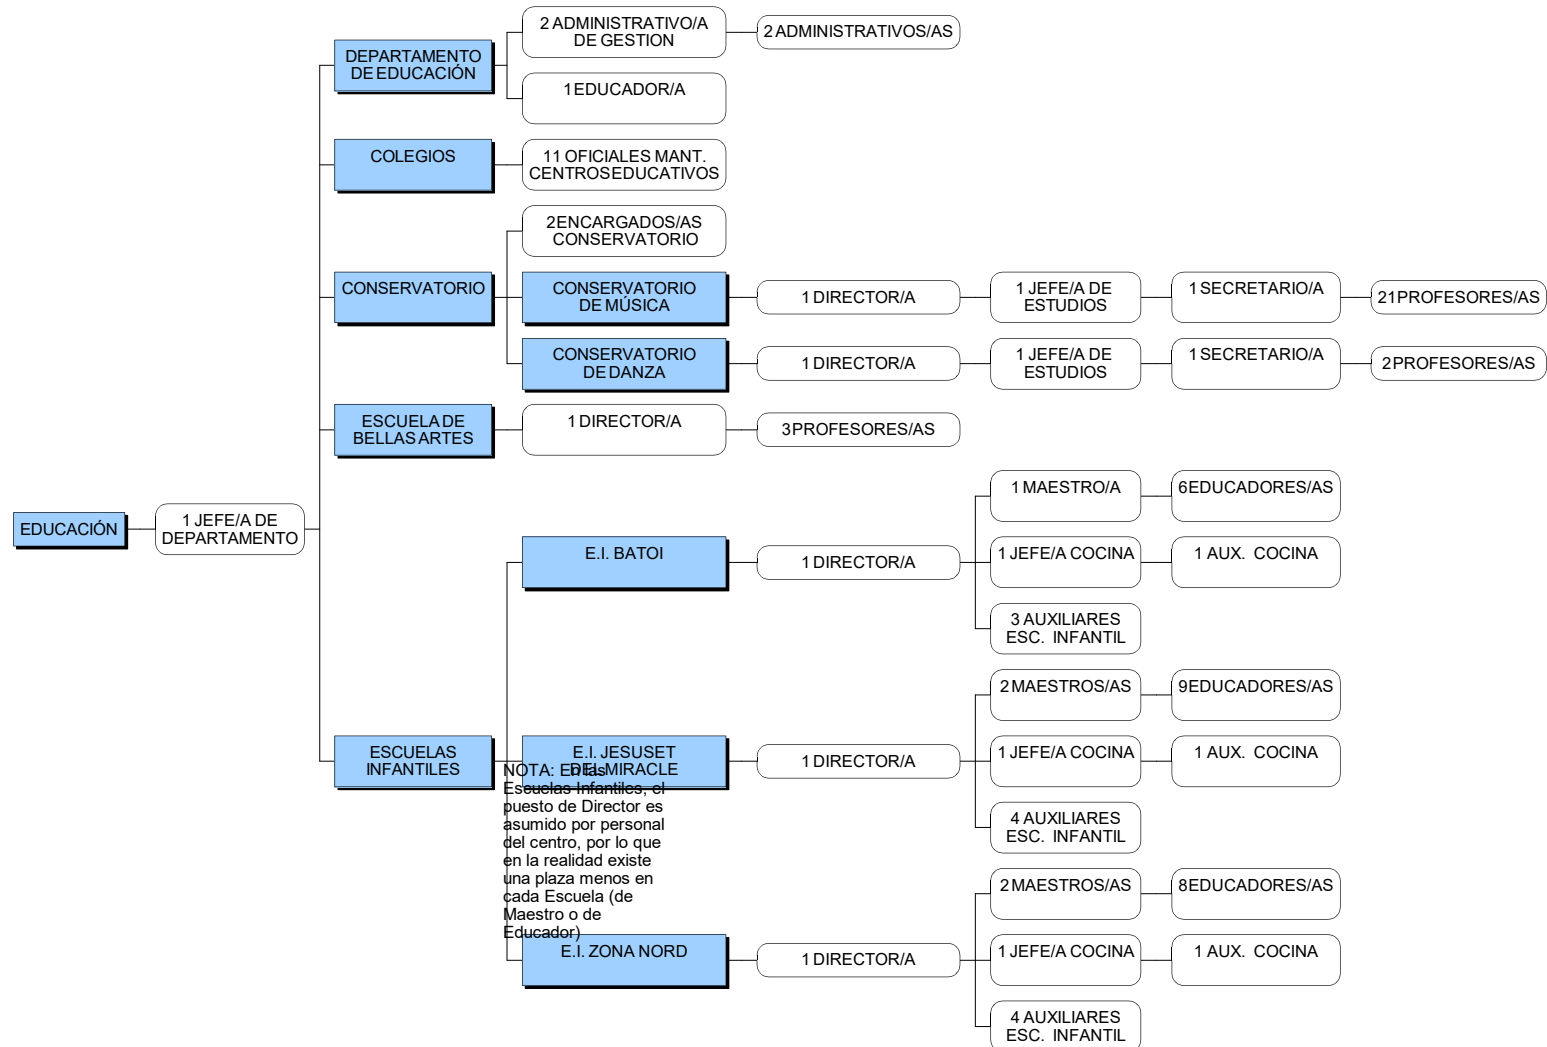 2 ADMINISTRATIVO/A
DE GESTION
2 ADMINISTRATIVOS/AS
DEPARTAMENTO
DE EDUCACIÓN
1 EDUCADOR/A
COLEGIOS
11 OFICIALES MANT.
CENTROS EDUCATIVOS
2 ENCARGADOS/AS
CONSERVATORIO
CONSERVATORIO
CONSERVATORIO
DE MÚSICA
1 DIRECTOR/A
1 JEFE/A DE
ESTUDIOS
1 SECRETARIO/A
21 PROFESORES/AS
CONSERVATORIO
DE DANZA
1 DIRECTOR/A
1 JEFE/A DE
ESTUDIOS
1 SECRETARIO/A
2 PROFESORES/AS
ESCUELA DE
BELLAS ARTES
1 DIRECTOR/A
3 PROFESORES/AS
EDUCACIÓN
1 JEFE/A DE
DEPARTAMENTO
E.I. BATOI
1 DIRECTOR/A
1 MAESTRO/A
6 EDUCADORES/AS
1 JEFE/A COCINA
1 AUX. COCINA
3 AUXILIARES
ESC. INFANTIL
ESCUELAS
INFANTILES
E.I. JESUSET
DEL MIRACLE
1 DIRECTOR/A
2 MAESTROS/AS
9 EDUCADORES/AS
1 JEFE/A COCINA
1 AUX. COCINA
4 AUXILIARES
ESC. INFANTIL
NOTA: En las
Escuelas Infantiles, el
puesto de Director es
asumido por personal
del centro, por lo que
en la realidad existe
una plaza menos en
cada Escuela (de
Maestro o de
Educador)
E.I. ZONA NORD
1 DIRECTOR/A
2 MAESTROS/AS
8 EDUCADORES/AS
1 JEFE/A COCINA
1 AUX. COCINA
4 AUXILIARES
ESC. INFANTIL